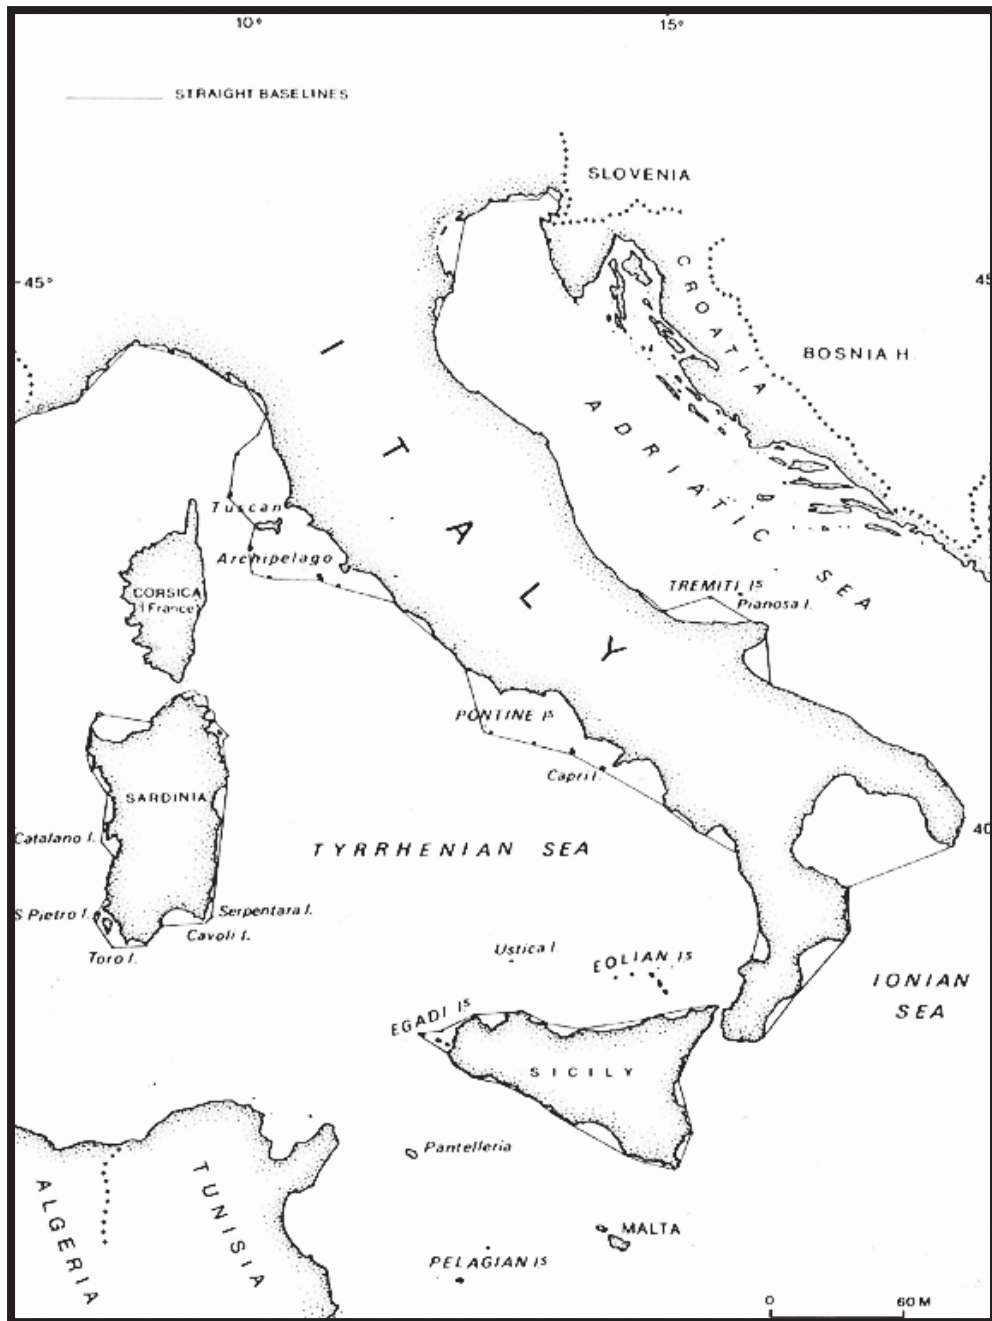 10°
15°
STRAIGHT BASELINES
SLOVENIA
45°
45
CROATIA
BOSNIA H.
ITALY
ADRIATIC SEA
Tuscan
Archipelago
CORSICA
(France)
TREMITI Is
Pianosa I.
PONTINE Is
Capri I.
SARDINIA
Catalano I.
TYRRHENIAN SEA
40
S Pietro I.
Serpentara I.
Cavoli I.
Toro I.
Ustica I.
EOLIAN Is
IONIAN
SEA
EGADI Is
SICILY
Pantelleria
ALGERIA
TUNISIA
MALTA
PELAGIAN Is
0
60 M